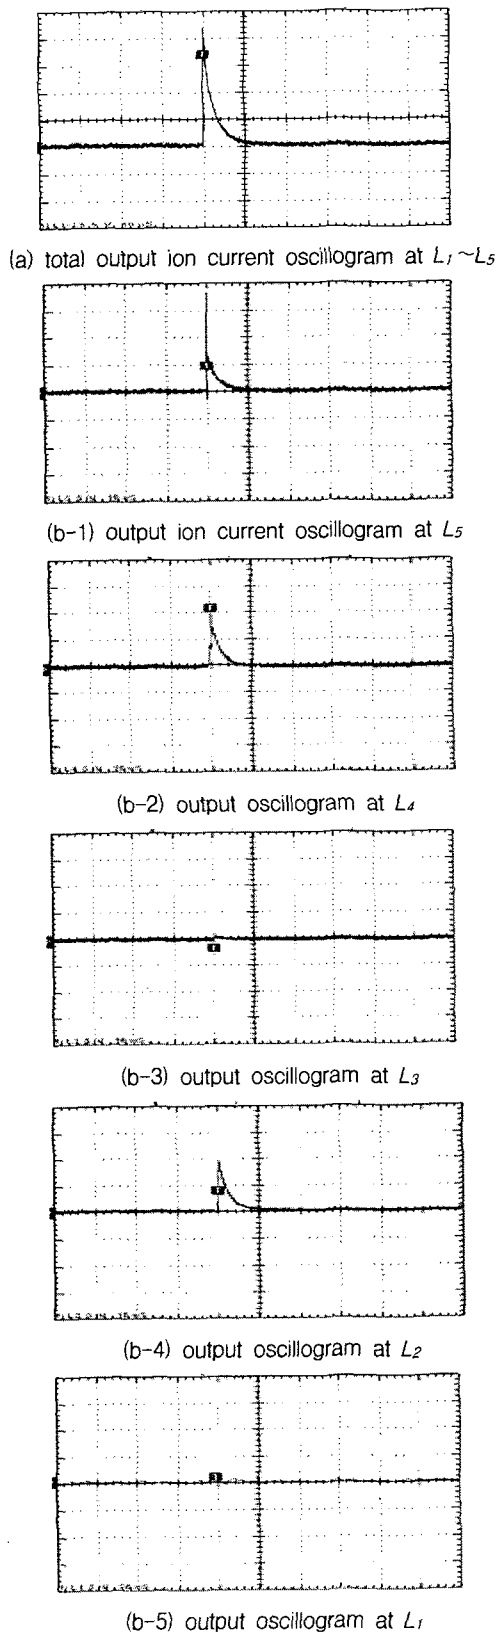 (a) total output ion current oscillogram at L₁~L₅
(b-1) output ion current oscillogram at L₅
(b-2) output oscillogram at L₄
(b-3) output oscillogram at L₃
(b-4) output oscillogram at L₂
(b-5) output oscillogram at L₁